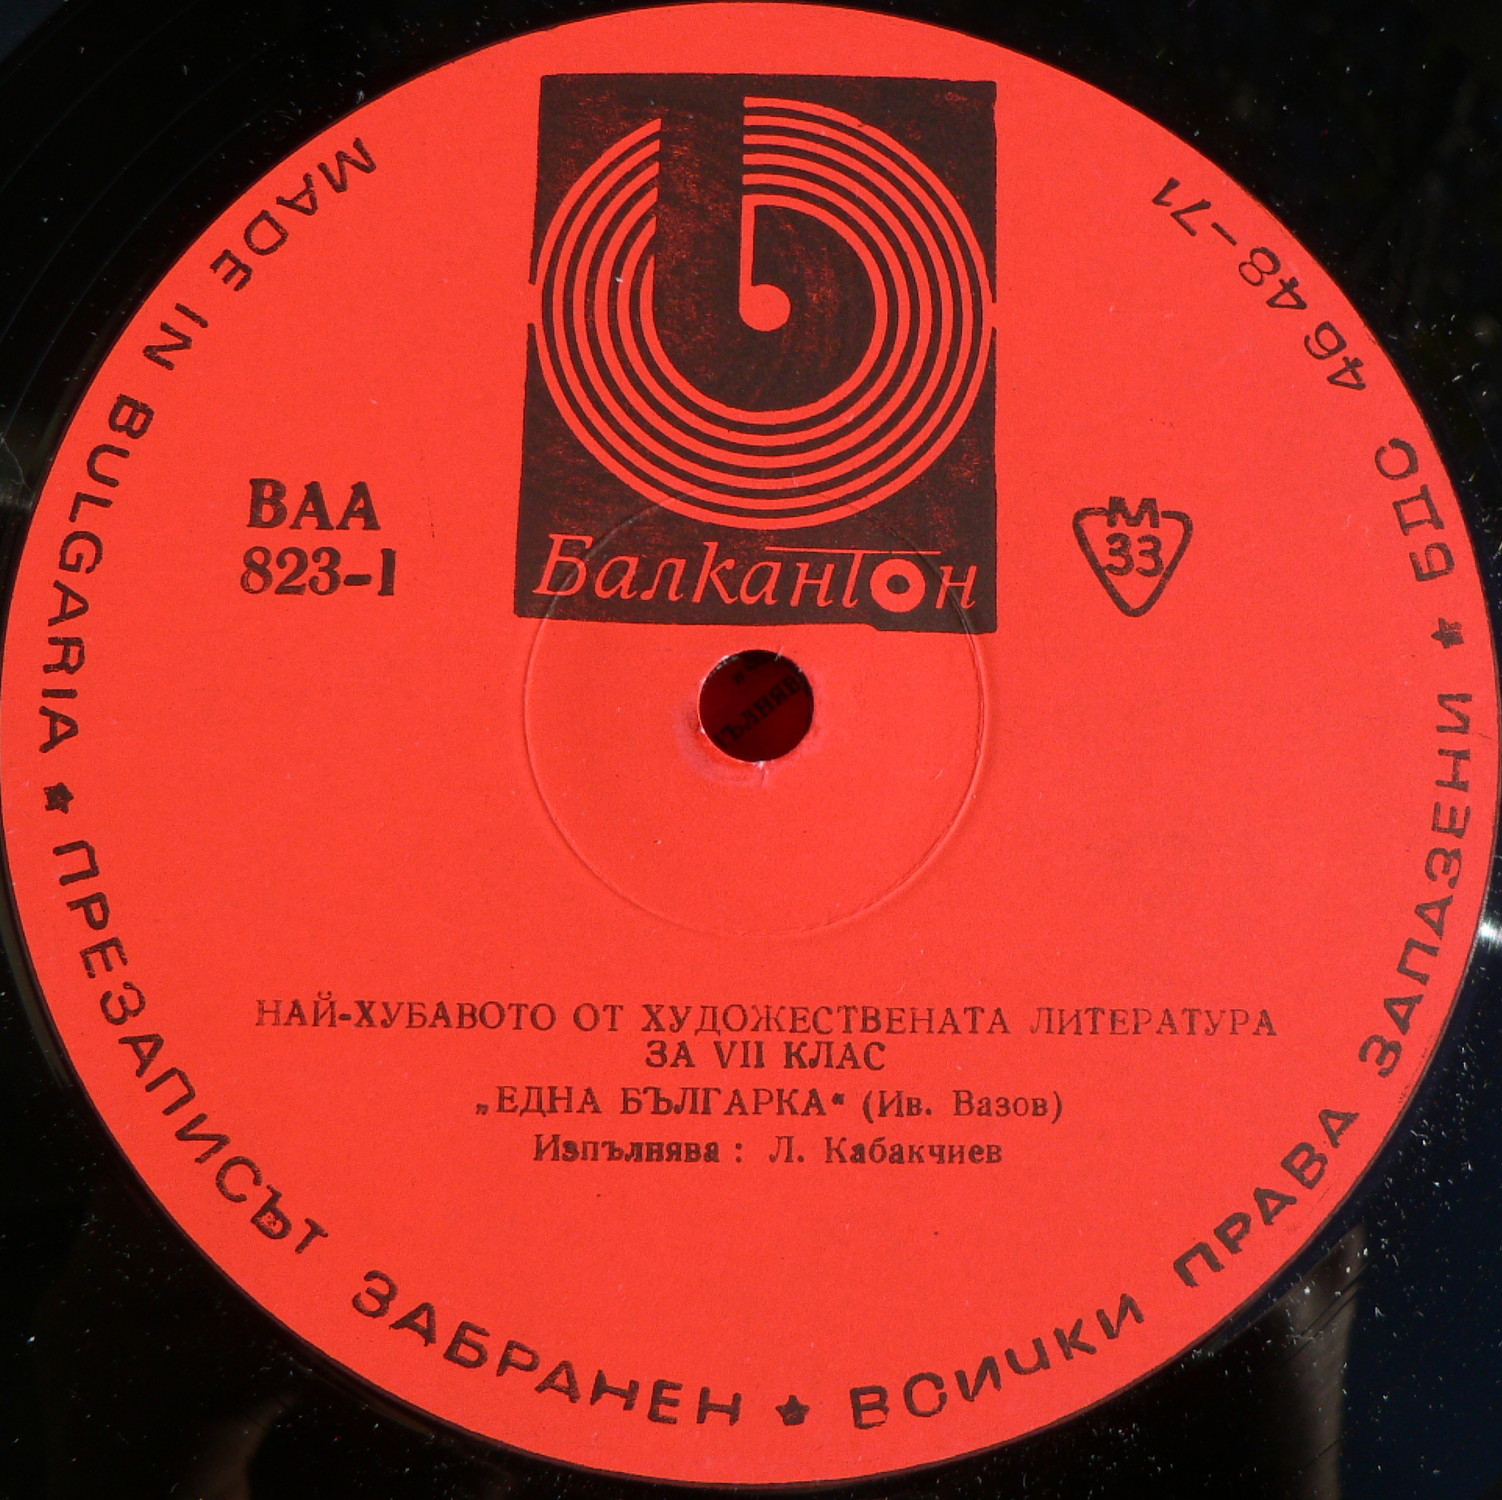 Балкантон
ВАА
823-1
М
33
НАЙ-ХУБАВОТО ОТ ХУДОЖЕСТВЕНАТА ЛИТЕРАТУРА
ЗА VII КЛАС
„ЕДНА БЪЛГАРКА“ (Ив. Вазов)
Изпълнява : Л. Кабакчиев
MADE IN BULGARIA ★ ПРЕЗАПИСЪТ ЗАБРАНЕН ★ ВСИЧКИ ПРАВА ЗАПАЗЕНИ ★ БДС 4648-71